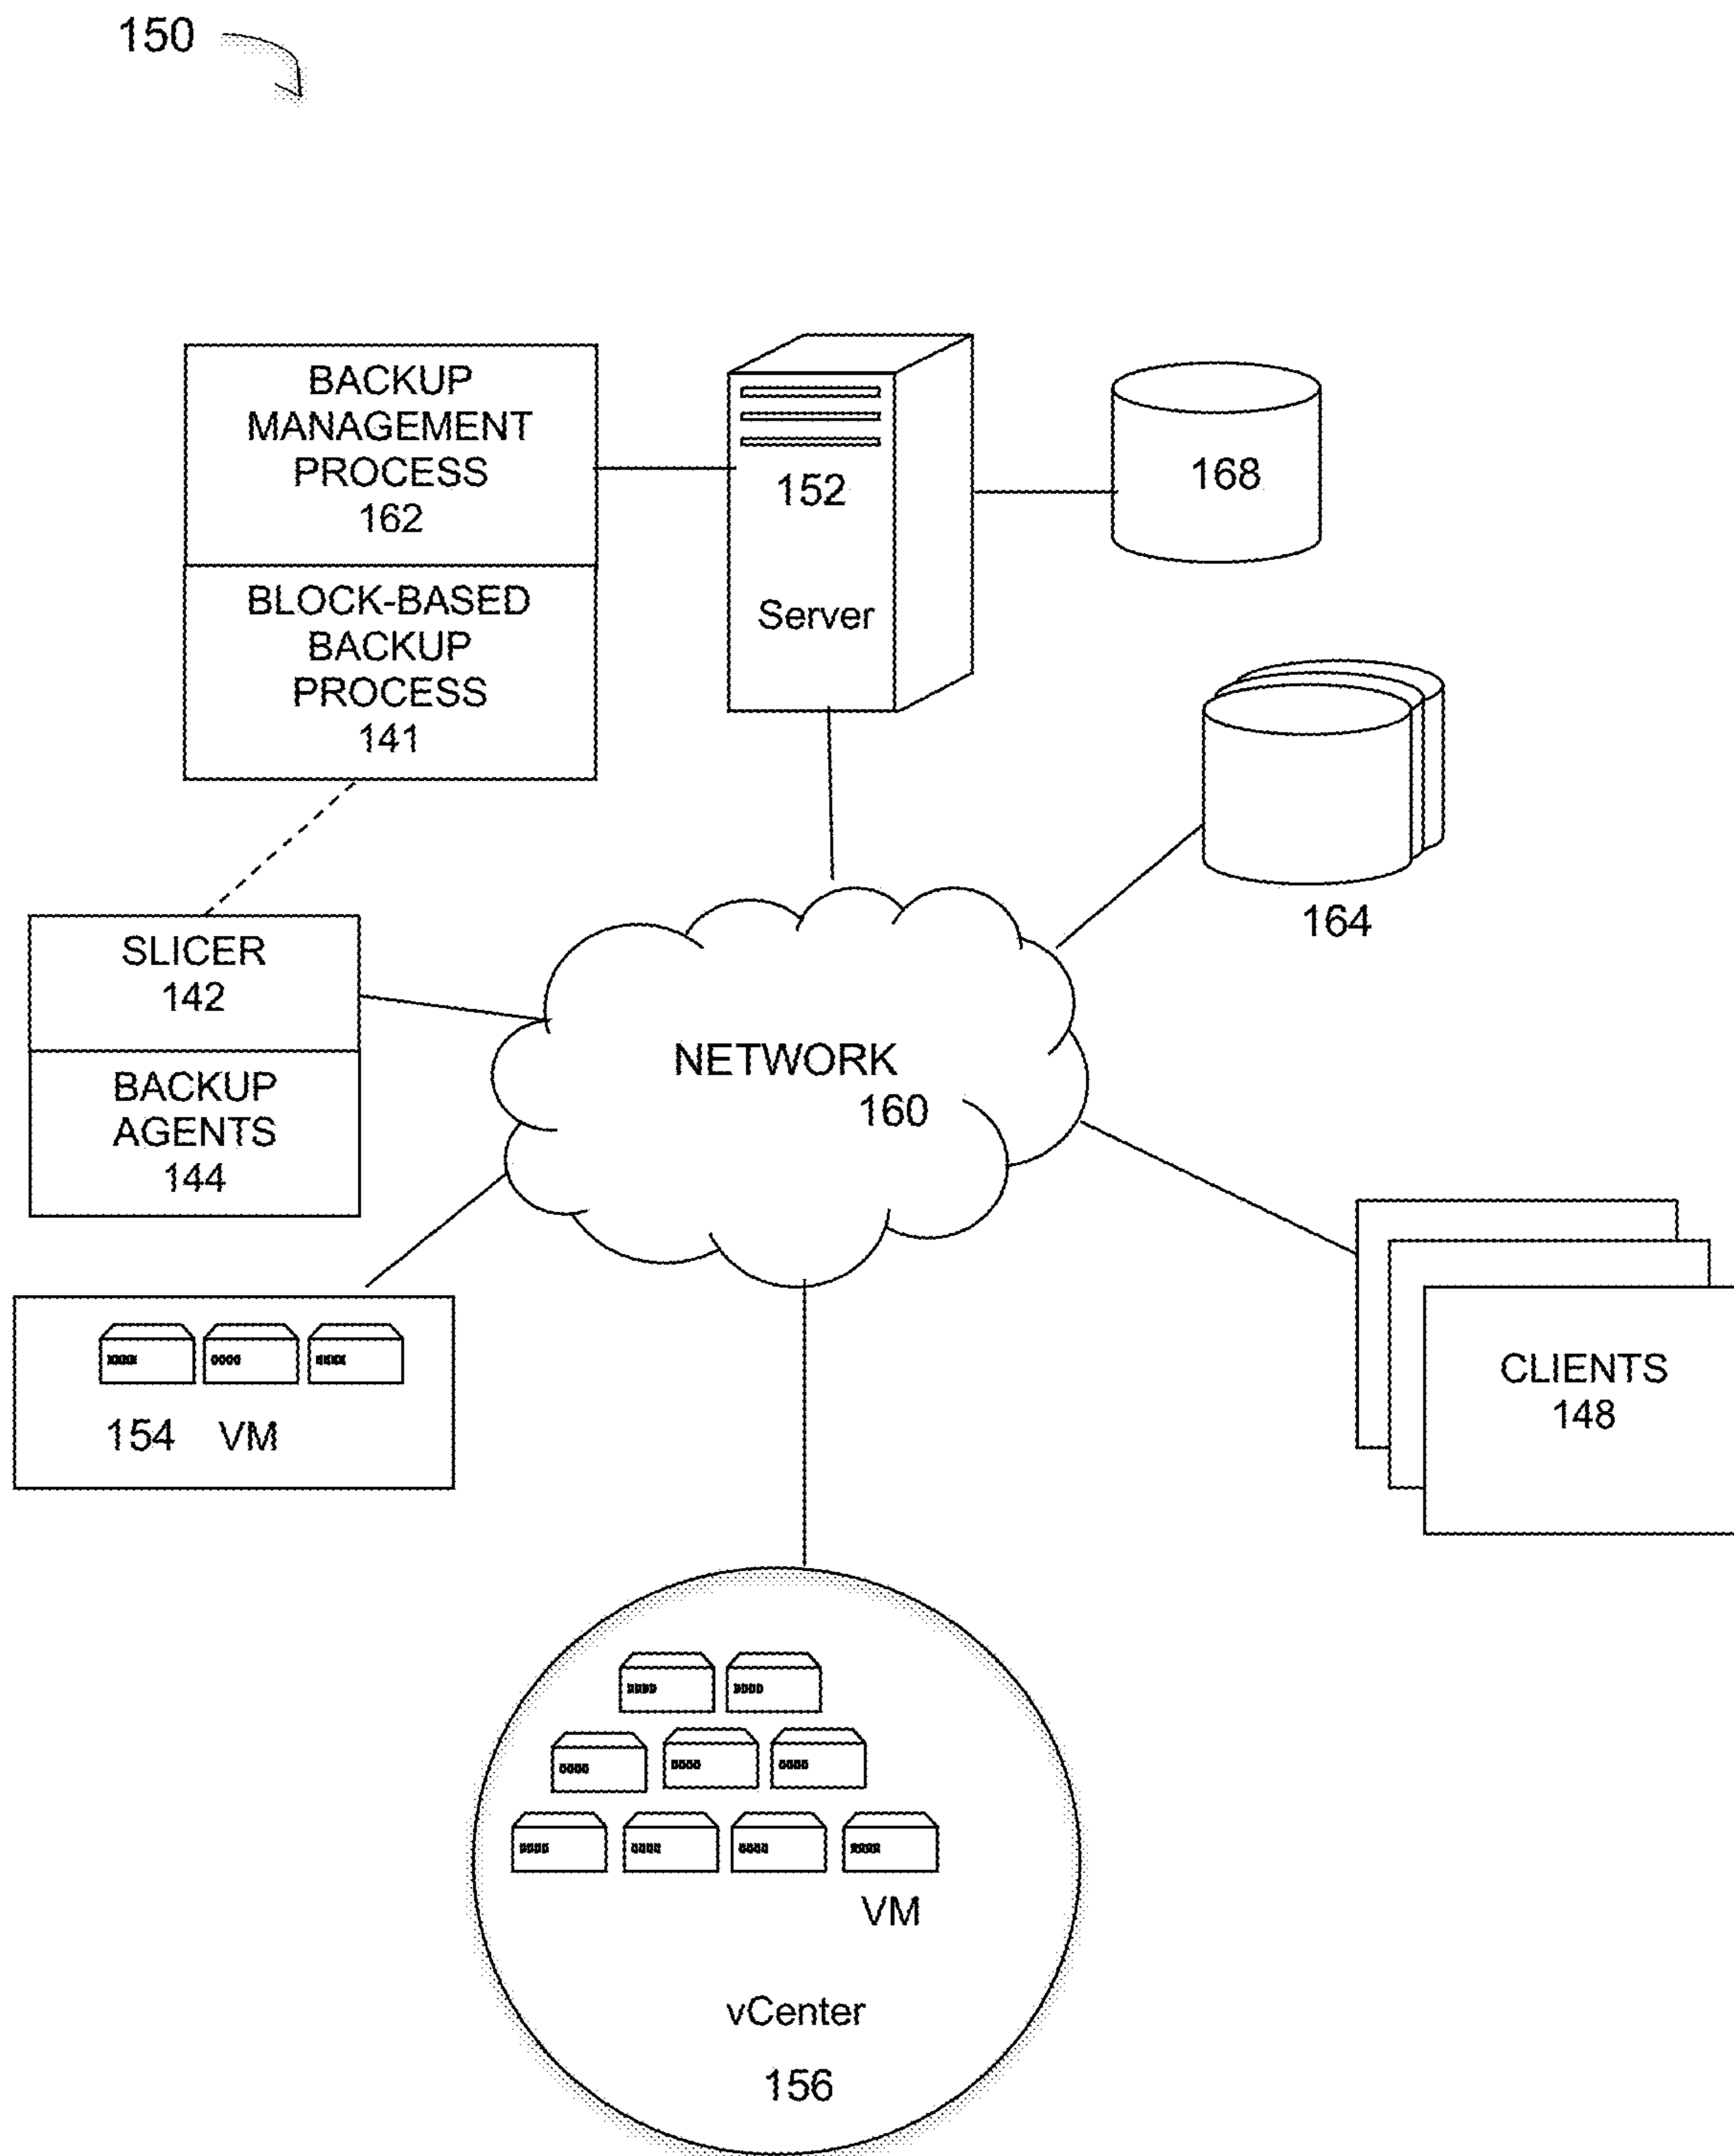 150
BACKUP
MANAGEMENT
PROCESS
162
BLOCK-BASED
BACKUP
PROCESS
141
152
Server
168
164
SLICER
142
BACKUP
AGENTS
144
NETWORK
160
154 VM
CLIENTS
148
VM
vCenter
156